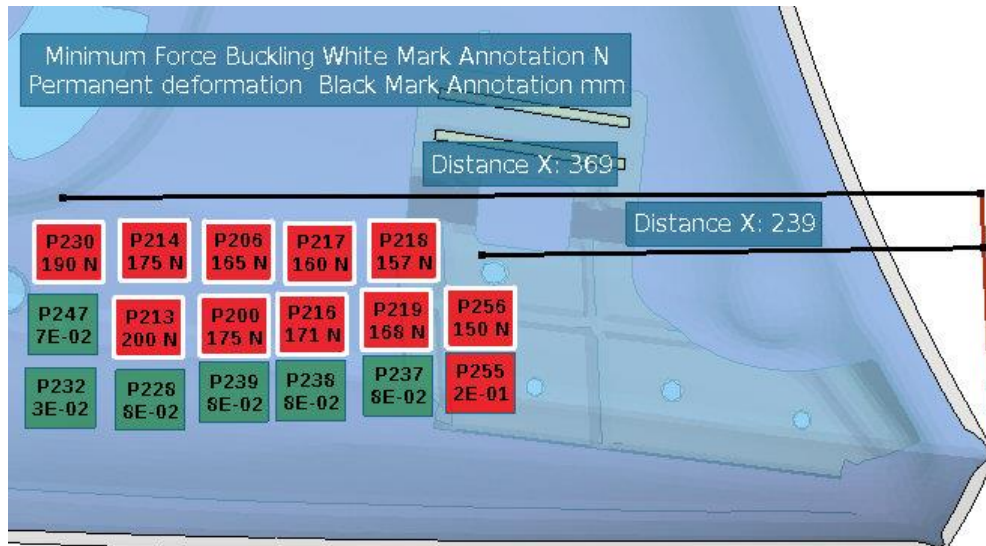 Minimum Force Buckling White Mark Annotation N
Permanent deformation Black Mark Annotation mm
Distance X: 369
Distance X: 239
P230
190 N
P214
175 N
P206
165 N
P217
160 N
P218
157 N
P247
7E-02
P213
200 N
P200
175 N
P216
171 N
P219
168 N
P256
150 N
P232
3E-02
P228
8E-02
P239
8E-02
P238
8E-02
P237
8E-02
P255
2E-01